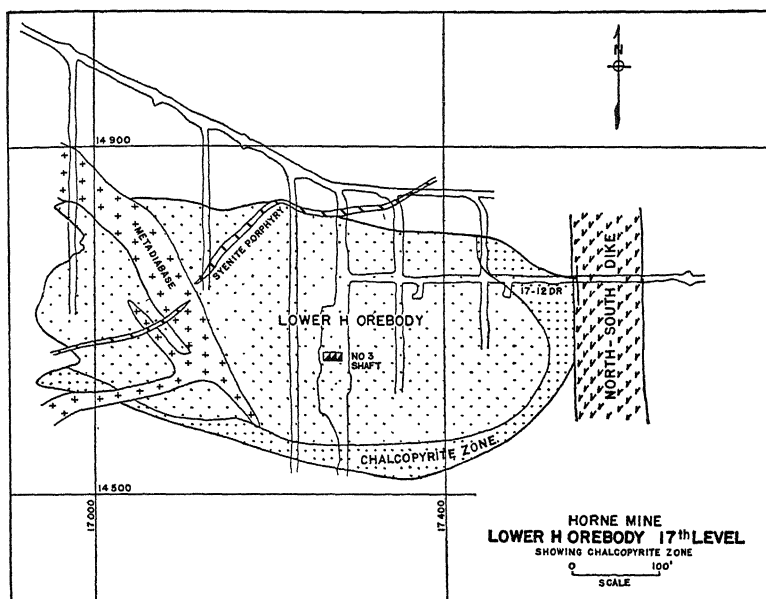 N
14 900
METADIABASE
SYENITE PORPHYRY
17-12 DR
NORTH-SOUTH DIKE
LOWER H OREBODY
NO 3
SHAFT
CHALCOPYRITE ZONE
14 500
17 000
17 400
HORNE MINE
LOWER H OREBODY 17th LEVEL
SHOWING CHALCOPYRITE ZONE
0 100'
SCALE